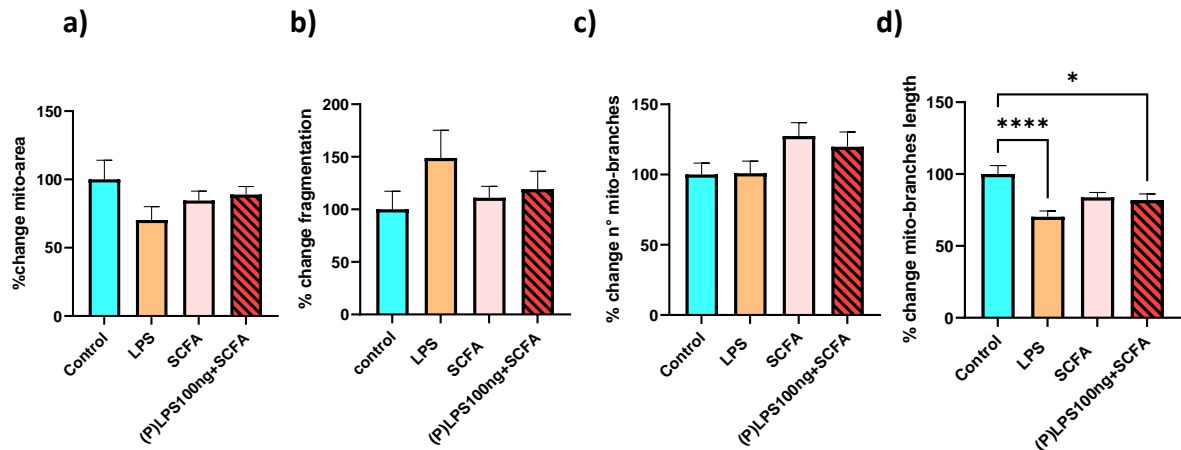 a)
%change mito-area
150
100
50
0
Control
LPS
SCFA
(P)LPS100ng+SCFA
b)
% change fragmentation
200
150
100
50
0
control
LPS
SCFA
(P)LPS100ng+SCFA
c)
% change n° mito-branches
150
100
50
0
Control
LPS
SCFA
(P)LPS100ng+SCFA
d)
% change mito-branches length
150
100
50
0
*
****
Control
LPS
SCFA
(P)LPS100ng+SCFA